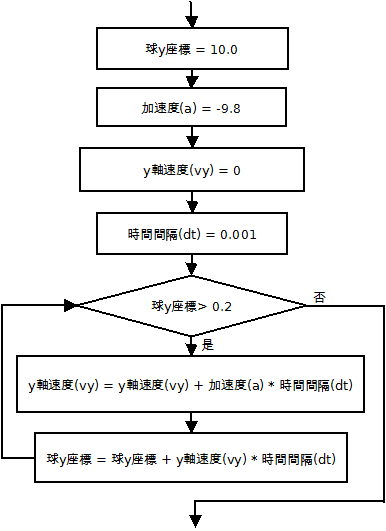 球y座標 = 10.0
加速度(a) = -9.8
y軸速度(vy) = 0
時間間隔(dt) = 0.001
球y座標> 0.2
否
是
y軸速度(vy) = y軸速度(vy) + 加速度(a) * 時間間隔(dt)
球y座標 = 球y座標 + y軸速度(vy) * 時間間隔(dt)